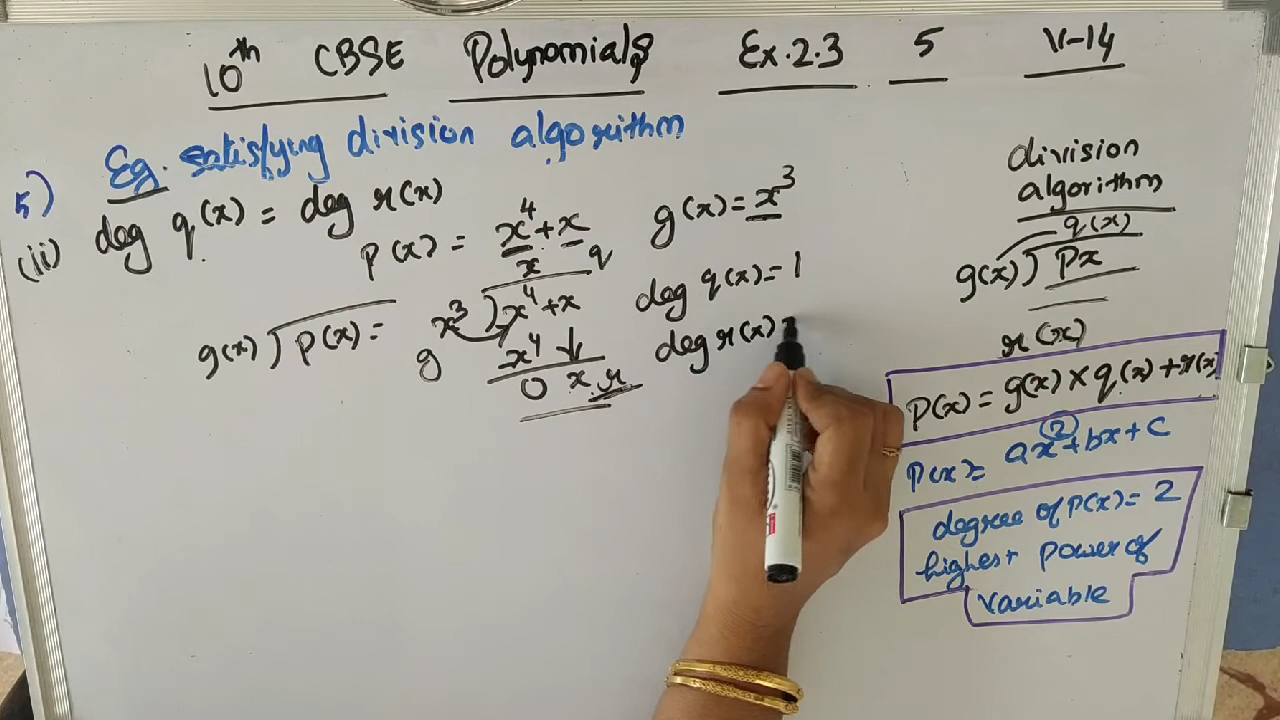 10th CBSE Polynomials Ex.2.3 5 V-14
Eg. satisfying division algorithm
5)
(ii) deg q(x) = deg r(x)
p(x) = x⁴+x g(x) = x³
g(x) ) p(x) =
x q
x³ ) x⁴+x
g
x⁴
0 x r
deg q(x) = 1
deg r(x) =
division
algorithm
q(x)
g(x) ) Px
r(x)
P(x) = g(x) x q(x) + r(x)
P(x) = ax²+bx+c
degree of P(x) = 2
highest power of
variable